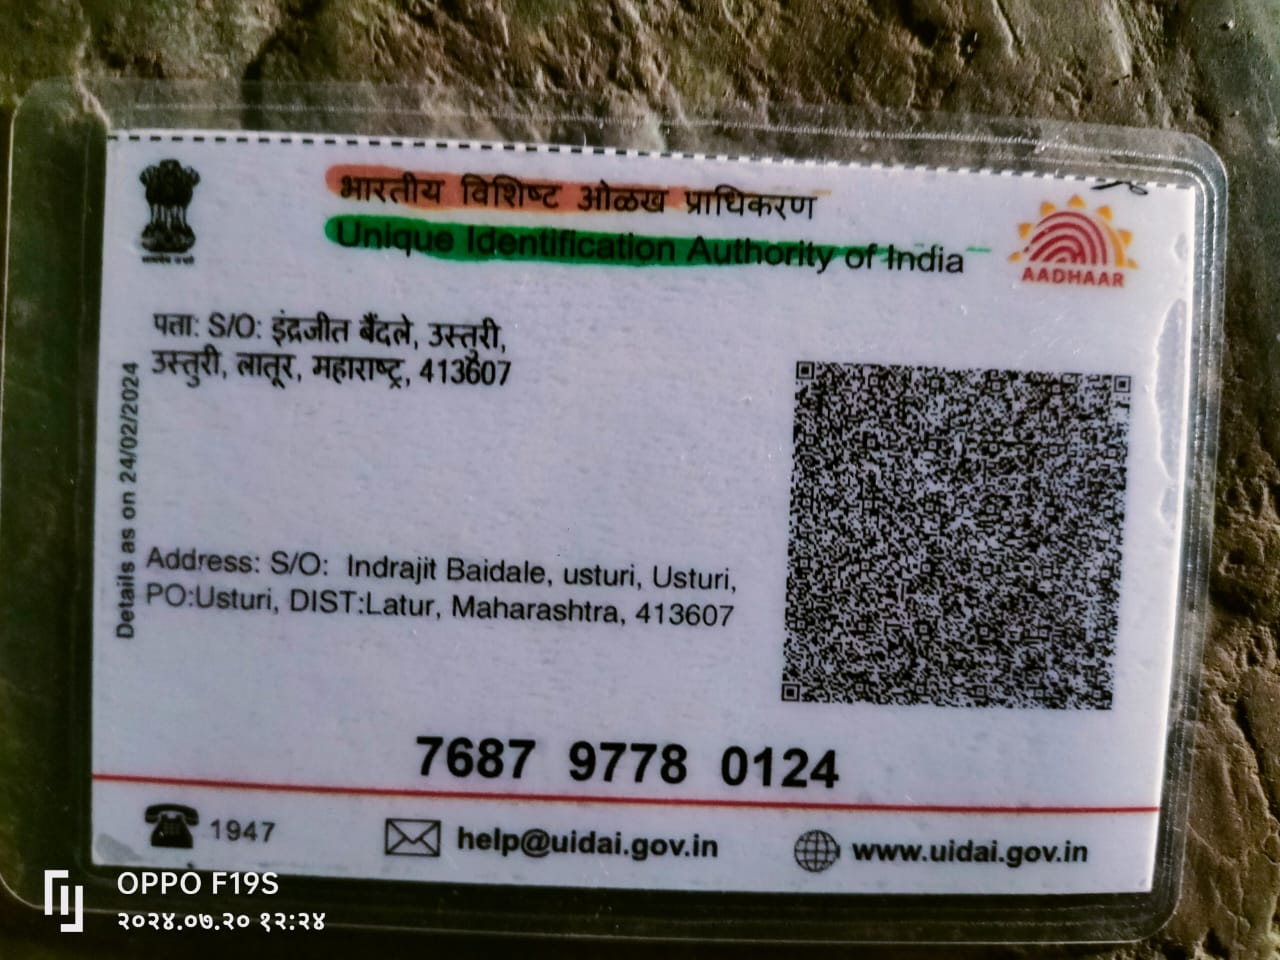 भारतीय विशिष्ट ओळख प्राधिकरण
Unique Identification Authority of India
AADHAAR
पत्ता: S/O: इंद्रजीत बैंदले, उस्तुरी,
उस्तुरी, लातूर, महाराष्ट्र, 413607
Details as on 24/02/2024
Address: S/O: Indrajit Baidale, usturi, Usturi,
PO:Usturi, DIST:Latur, Maharashtra, 413607
7687 9778 0124
1947
help@uidai.gov.in
www.uidai.gov.in
OPPO F19S
२०२४.०७.२० १२:२४